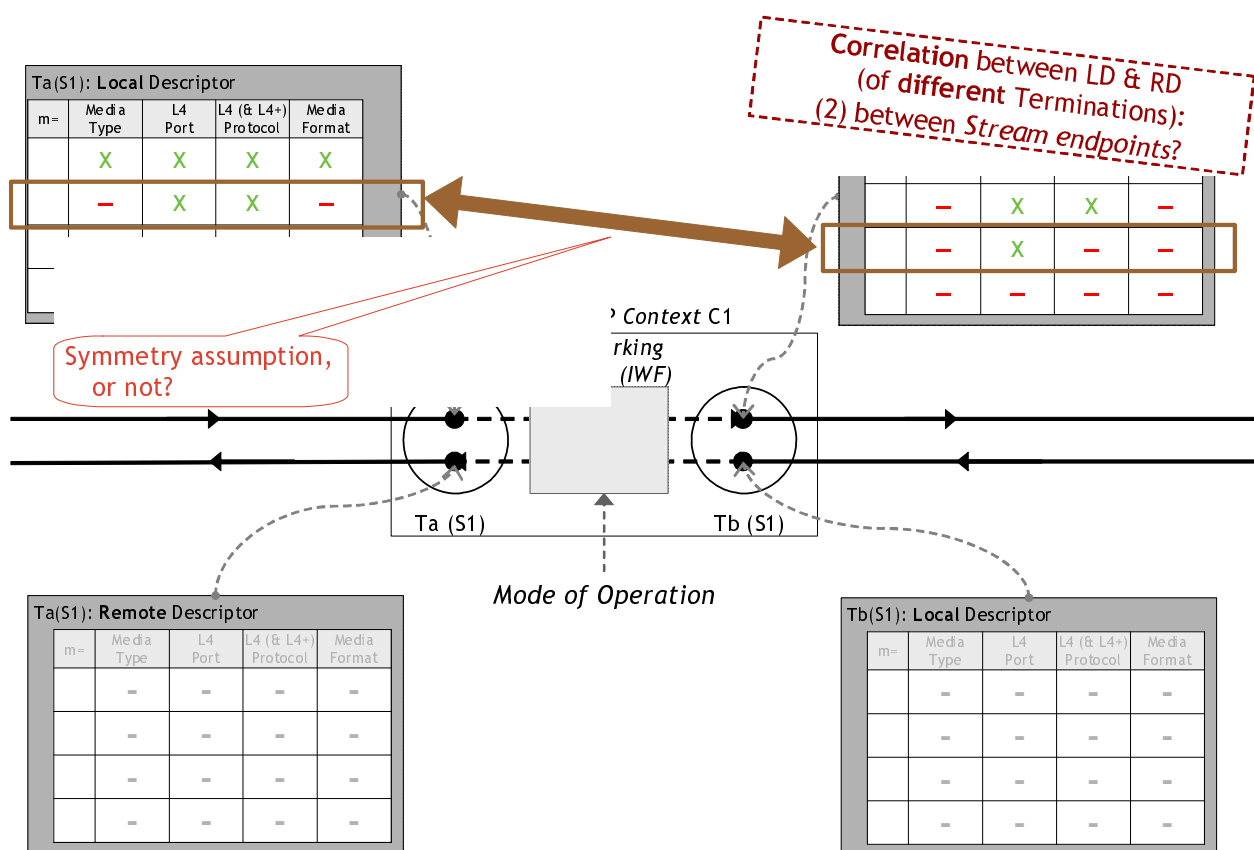 Correlation between LD & RD
(of different Terminations):
(2) between Stream endpoints?
Ta(S1): Local Descriptor
m= Media Type L4 Port L4 (& L4+) Protocol Media Format
X X X X
– X X –
– X X –
– X – –
– – – –
Symmetry assumption,
or not?
Context C1
(IWF)
Ta (S1)
Tb (S1)
Mode of Operation
Ta(S1): Remote Descriptor
m= Media Type L4 Port L4 (& L4+) Protocol Media Format
– – – –
– – – –
– – – –
– – – –
Tb(S1): Local Descriptor
m= Media Type L4 Port L4 (& L4+) Protocol Media Format
– – – –
– – – –
– – – –
– – – –